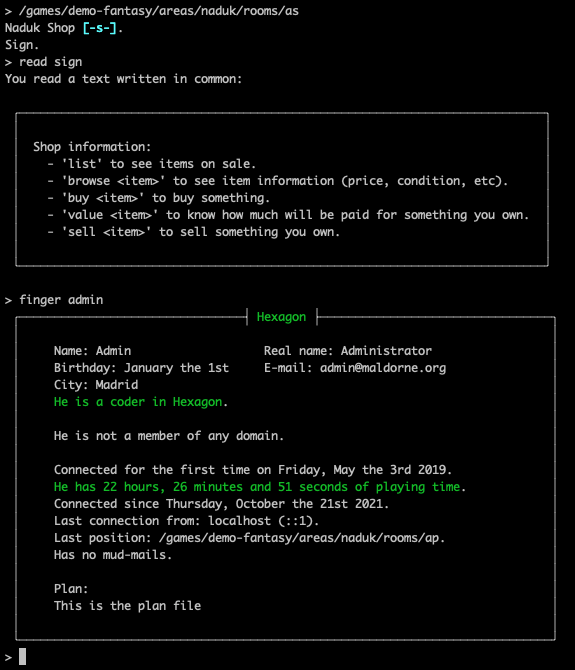 > /games/demo-fantasy/areas/naduk/rooms/as
Naduk Shop [-s-].
Sign.
> read sign
You read a text written in common:
Shop information:
- 'list' to see items on sale.
- 'browse <item>' to see item information (price, condition, etc).
- 'buy <item>' to buy something.
- 'value <item>' to know how much will be paid for something you own.
- 'sell <item>' to sell something you own.
> finger admin
Hexagon
Name: Admin Real name: Administrator
Birthday: January the 1st E-mail: admin@maldorne.org
City: Madrid
He is a coder in Hexagon.
He is not a member of any domain.
Connected for the first time on Friday, May the 3rd 2019.
He has 22 hours, 26 minutes and 51 seconds of playing time.
Connected since Thursday, October the 21st 2021.
Last connection from: localhost (::1).
Last position: /games/demo-fantasy/areas/naduk/rooms/ap.
Has no mud-mails.
Plan:
This is the plan file
>